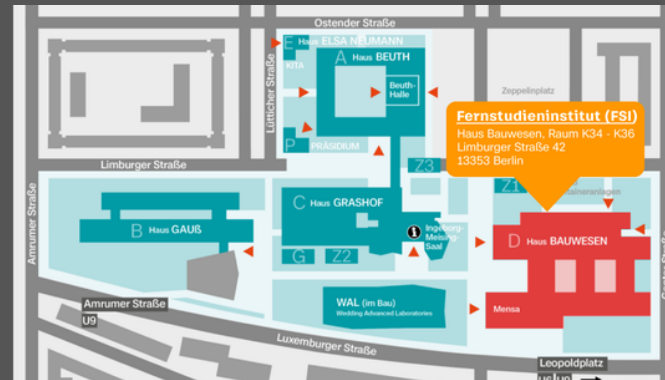 Ostender Straße
E Haus ELSA NEUMANN
KITA
A Haus BEUTH
Beuth-
Halle
Lütticher Straße
Zeppelinplatz
Fernstudieninstitut (FSI)
Haus Bauwesen. Raum K34 - K36
Limburger Straße 42
13353 Berlin
P PRÄSIDIUM
Limburger Straße
Z3
Z1
Amrumer Straße
C Haus GRASHOF
B Haus GAUß
i
Ingeborg-
Meising-
Saal
D Haus BAUWESEN
G
Z2
WAL (im Bau)
Wedding Advanced Laboratories
Mensa
Amrumer Straße
U9
Luxemburger Straße
Leopoldplatz